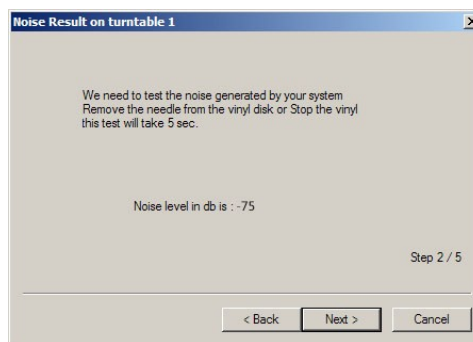 Noise Result on turntable 1
We need to test the noise generated by your system
Remove the needle from the vinyl disk or Stop the vinyl
this test will take 5 sec.
Noise level in db is : -75
Step 2 / 5
< Back Next > Cancel